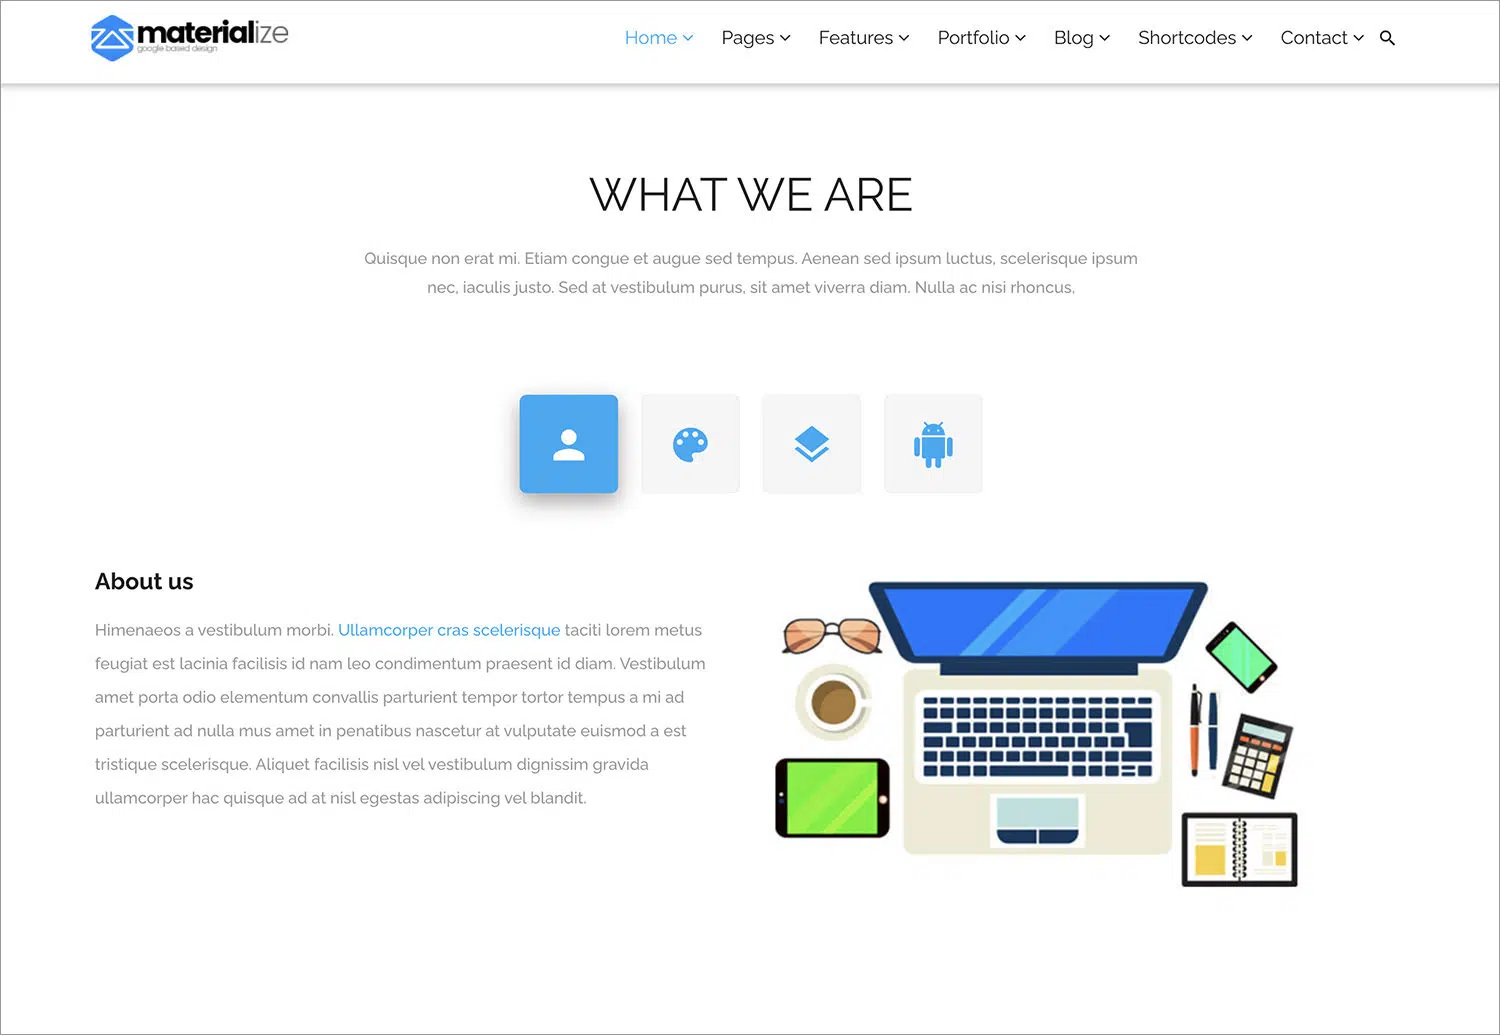 materialize
google based design
Home Pages Features Portfolio Blog Shortcodes Contact
WHAT WE ARE
Quisque non erat mi. Etiam congue et augue sed tempus. Aenean sed ipsum luctus, scelerisque ipsum
nec, iaculis justo. Sed at vestibulum purus, sit amet viverra diam. Nulla ac nisi rhoncus,
About us
Himenaeos a vestibulum morbi. Ullamcorper cras scelerisque taciti lorem metus
feugiat est lacinia facilisis id nam leo condimentum praesent id diam. Vestibulum
amet porta odio elementum convallis parturient tempor tortor tempus a mi ad
parturient ad nulla mus amet in penatibus nascetur at vulputate euismod a est
tristique scelerisque. Aliquet facilisis nisl vel vestibulum dignissim gravida
ullamcorper hac quisque ad at nisl egestas adipiscing vel blandit.